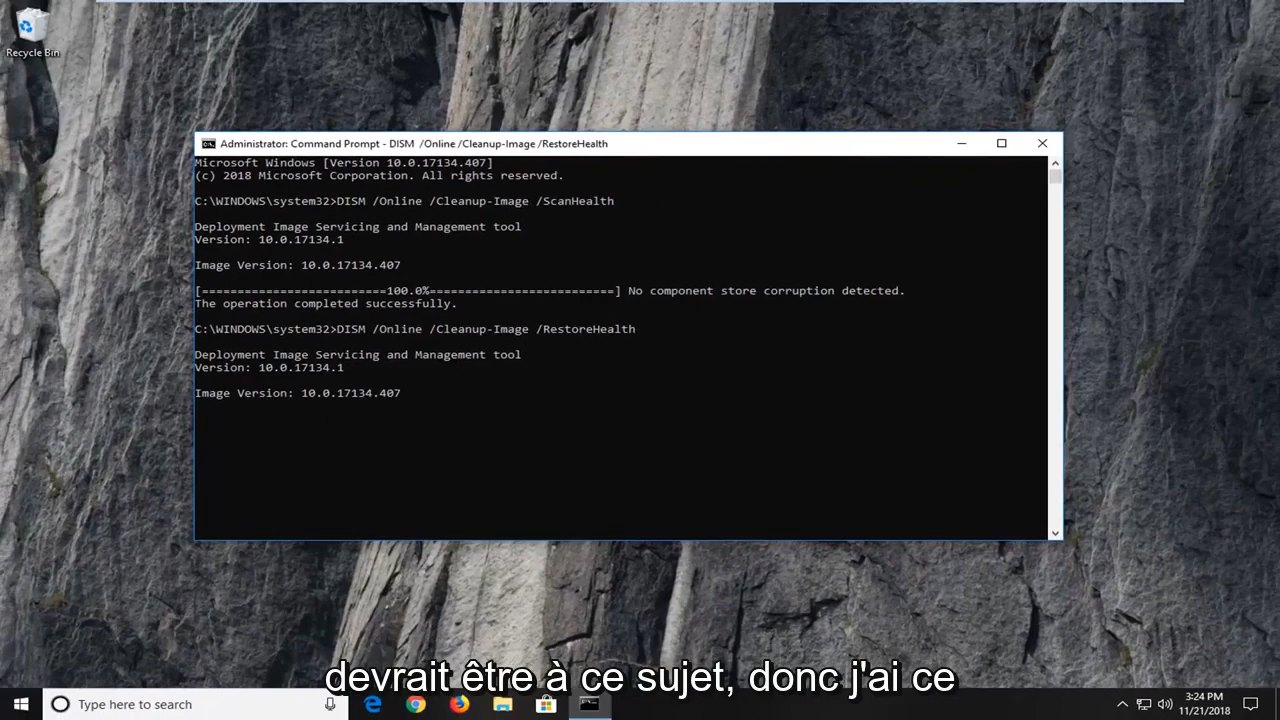 Recycle Bin
Administrator: Command Prompt - DISM /Online /Cleanup-Image /RestoreHealth
Microsoft Windows [Version 10.0.17134.407]
(c) 2018 Microsoft Corporation. All rights reserved.
C:\WINDOWS\system32>DISM /Online /Cleanup-Image /ScanHealth
Deployment Image Servicing and Management tool
Version: 10.0.17134.1
Image Version: 10.0.17134.407
[===========================100.0%==========================] No component store corruption detected.
The operation completed successfully.
C:\WINDOWS\system32>DISM /Online /Cleanup-Image /RestoreHealth
Deployment Image Servicing and Management tool
Version: 10.0.17134.1
Image Version: 10.0.17134.407
devrait être à ce sujet, donc j'ai ce
Type here to search
3:24 PM
11/21/2018